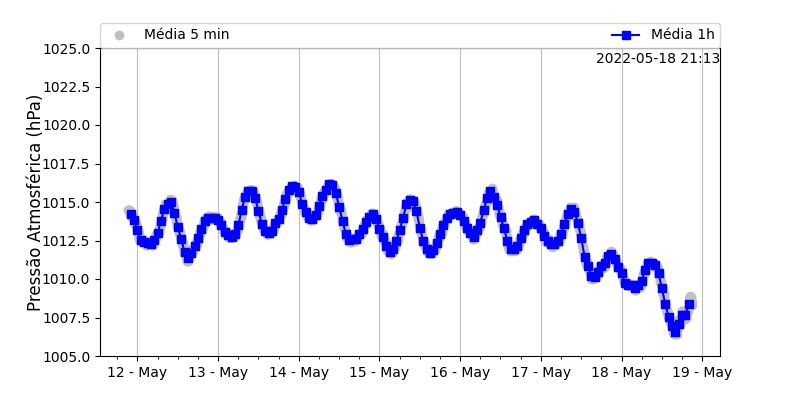 Média 5 min
Média 1h
2022-05-18 21:13
Pressão Atmosférica (hPa)
1025.0
1022.5
1020.0
1017.5
1015.0
1012.5
1010.0
1007.5
1005.0
12 - May 13 - May 14 - May 15 - May 16 - May 17 - May 18 - May 19 - May